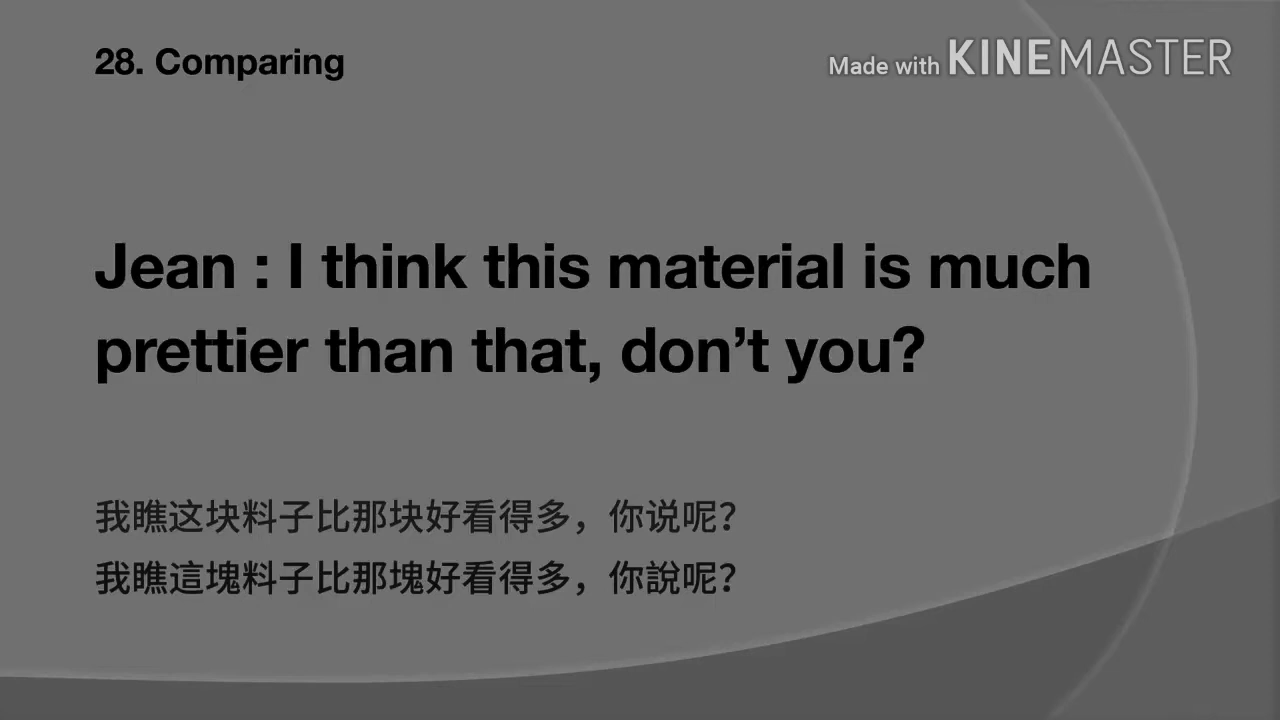 28. Comparing
Made with KINEMASTER
Jean : I think this material is much
prettier than that, don’t you?
我瞧这块料子比那块好看得多，你说呢？
我瞧這塊料子比那塊好看得多，你說呢？